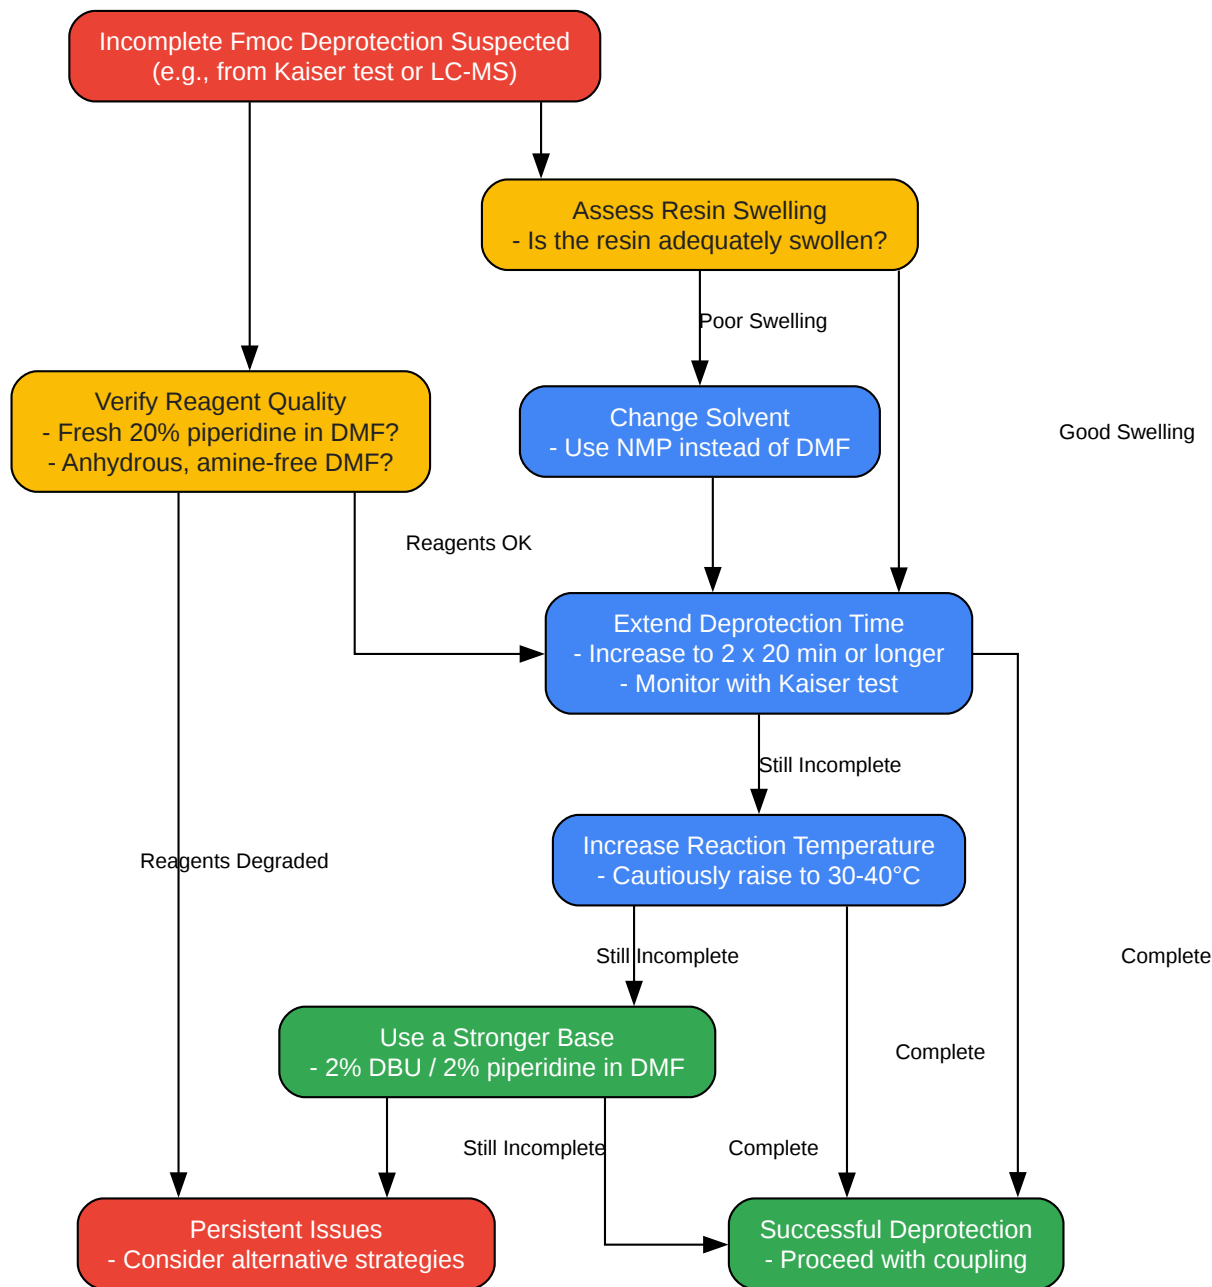 Incomplete Fmoc Deprotection Suspected
(e.g., from Kaiser test or LC-MS)
Assess Resin Swelling
- Is the resin adequately swollen?
Poor Swelling
Verify Reagent Quality
- Fresh 20% piperidine in DMF?
- Anhydrous, amine-free DMF?
Change Solvent
- Use NMP instead of DMF
Good Swelling
Reagents OK
Extend Deprotection Time
- Increase to 2 x 20 min or longer
- Monitor with Kaiser test
Still Incomplete
Reagents Degraded
Increase Reaction Temperature
- Cautiously raise to 30-40°C
Still Incomplete
Complete
Use a Stronger Base
- 2% DBU / 2% piperidine in DMF
Complete
Still Incomplete
Complete
Persistent Issues
- Consider alternative strategies
Successful Deprotection
- Proceed with coupling